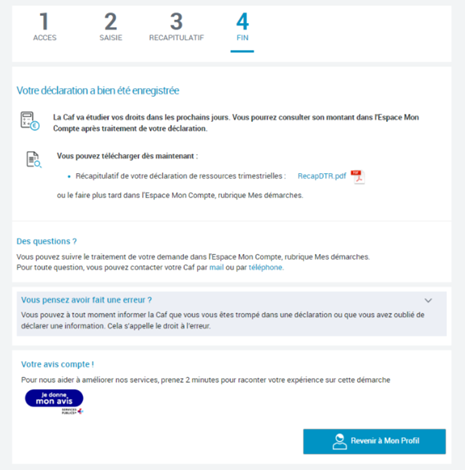 1 2 3 4
ACCES SAISIE RECAPITULATIF FIN
Votre déclaration a bien été enregistrée
La Caf va étudier vos droits dans les prochains jours. Vous pourrez consulter son montant dans l'Espace Mon
Compte après traitement de votre déclaration.
Vous pouvez télécharger dès maintenant :
• Récapitulatif de votre déclaration de ressources trimestrielles : RecapDTR.pdf
ou le faire plus tard dans l'Espace Mon Compte, rubrique Mes démarches.
Des questions ?
Vous pouvez suivre le traitement de votre demande dans l'Espace Mon Compte, rubrique Mes démarches.
Pour toute question, vous pouvez contacter votre Caf par mail ou par téléphone.
Vous pensez avoir fait une erreur ?
Vous pouvez à tout moment informer la Caf que vous vous êtes trompé dans une déclaration ou que vous avez oublié de
déclarer une information. Cela s'appelle le droit à l'erreur.
Votre avis compte !
Pour nous aider à améliorer nos services, prenez 2 minutes pour raconter votre expérience sur cette démarche
Je donne
mon avis
SERVICES
PUBLICS+
Revenir à Mon Profil